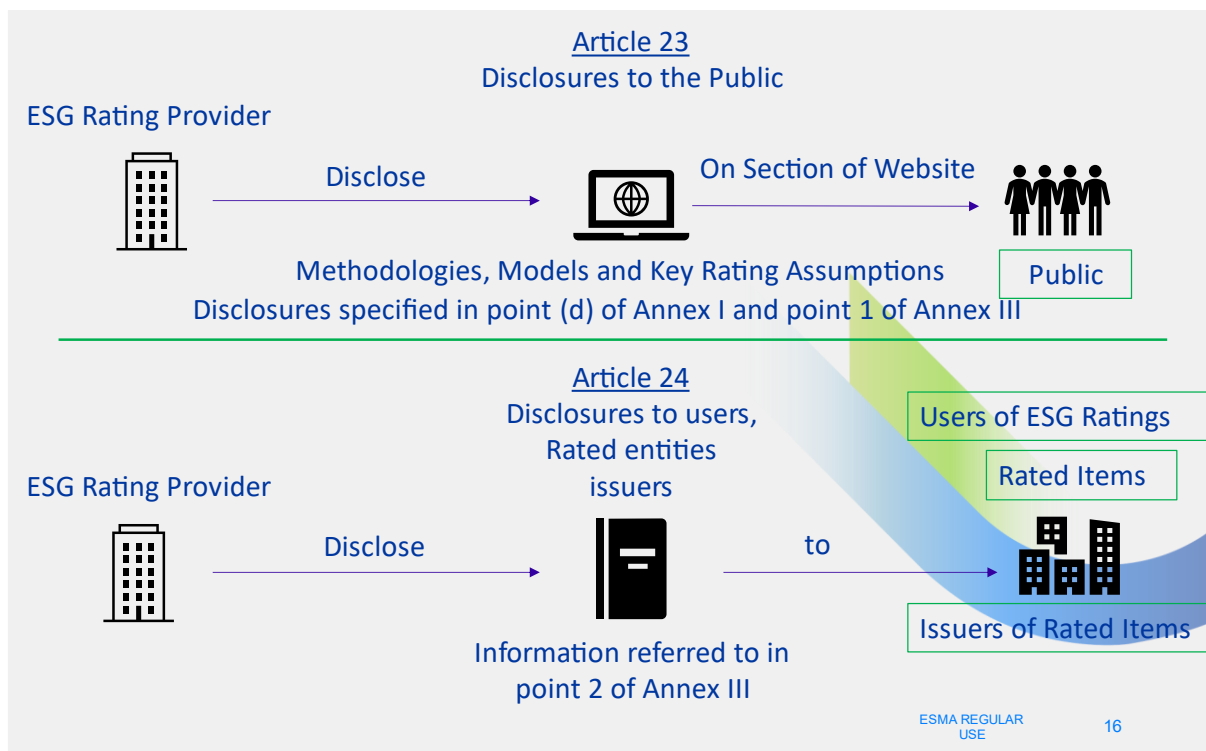 Article 23
Disclosures to the Public
ESG Rating Provider
Disclose
On Section of Website
Public
Methodologies, Models and Key Rating Assumptions
Disclosures specified in point (d) of Annex I and point 1 of Annex III
Article 24
Disclosures to users,
Rated entities
issuers
ESG Rating Provider
Disclose
to
Users of ESG Ratings
Rated Items
Issuers of Rated Items
Information referred to in
point 2 of Annex III
ESMA REGULAR
USE
16